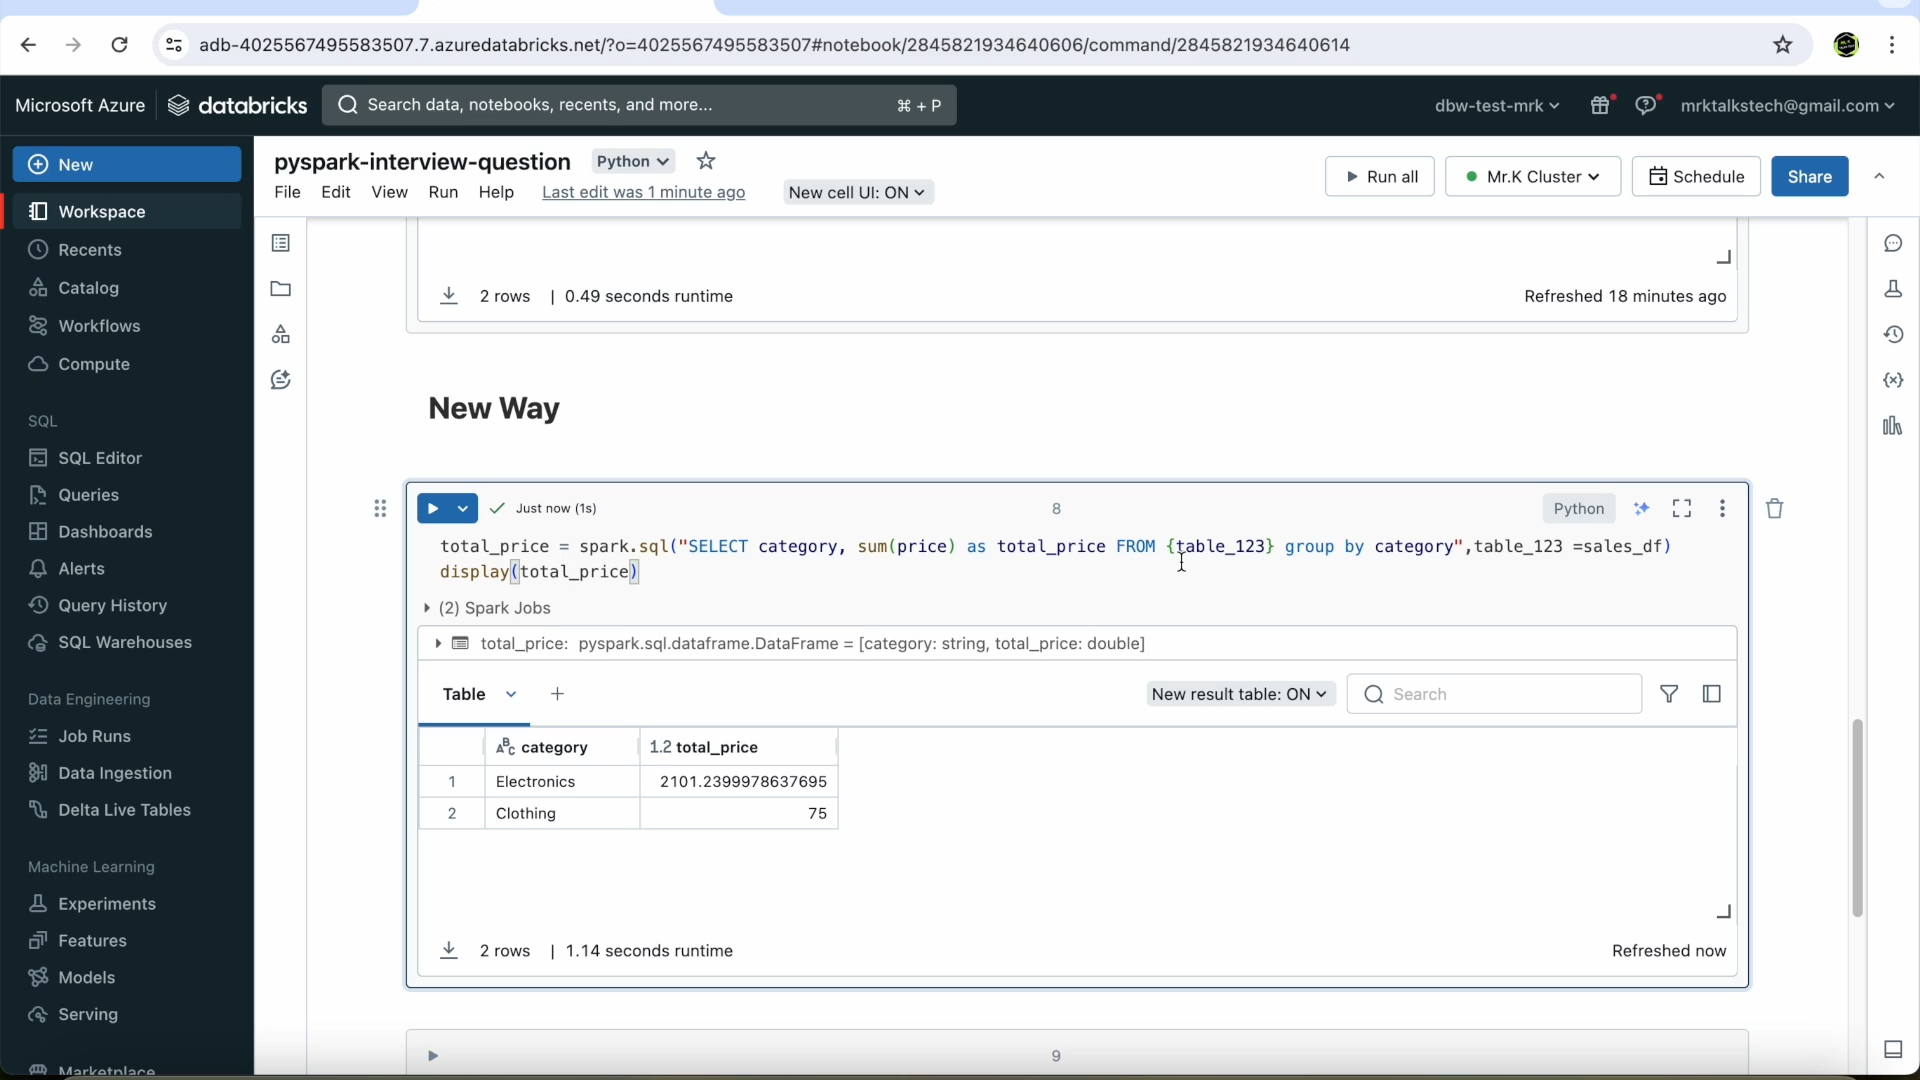 adb-4025567495583507.7.azuredatabricks.net/?o=4025567495583507#notebook/2845821934640606/command/2845821934640614
Microsoft Azure databricks Search data, notebooks, recents, and more... ⌘ + P dbw-test-mrk mrktalkstech@gmail.com
New
Workspace
Recents
Catalog
Workflows
Compute
SQL
SQL Editor
Queries
Dashboards
Alerts
Query History
SQL Warehouses
Data Engineering
Job Runs
Data Ingestion
Delta Live Tables
Machine Learning
Experiments
Features
Models
Serving
Marketplace
pyspark-interview-question Python
File Edit View Run Help Last edit was 1 minute ago New cell UI: ON
Run all Mr.K Cluster Schedule Share
2 rows | 0.49 seconds runtime Refreshed 18 minutes ago
New Way
Just now (1s) 8 Python
total_price = spark.sql("SELECT category, sum(price) as total_price FROM {table_123} group by category",table_123 =sales_df)
display(total_price)
(2) Spark Jobs
total_price: pyspark.sql.dataframe.DataFrame = [category: string, total_price: double]
Table + New result table: ON Search
ABC category 1.2 total_price
1 Electronics 2101.2399978637695
2 Clothing 75
2 rows | 1.14 seconds runtime Refreshed now
9